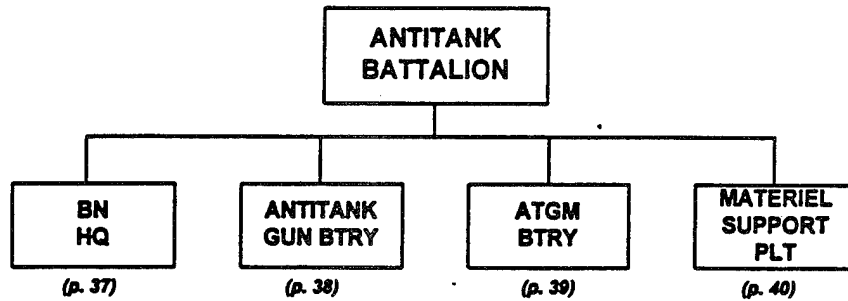 ANTITANK
BATTALION
BN
HQ
ANTITANK
GUN BTRY
ATGM
BTRY
MATERIEL
SUPPORT
PLT
(p. 37)
(p. 38)
(p. 39)
(p. 40)